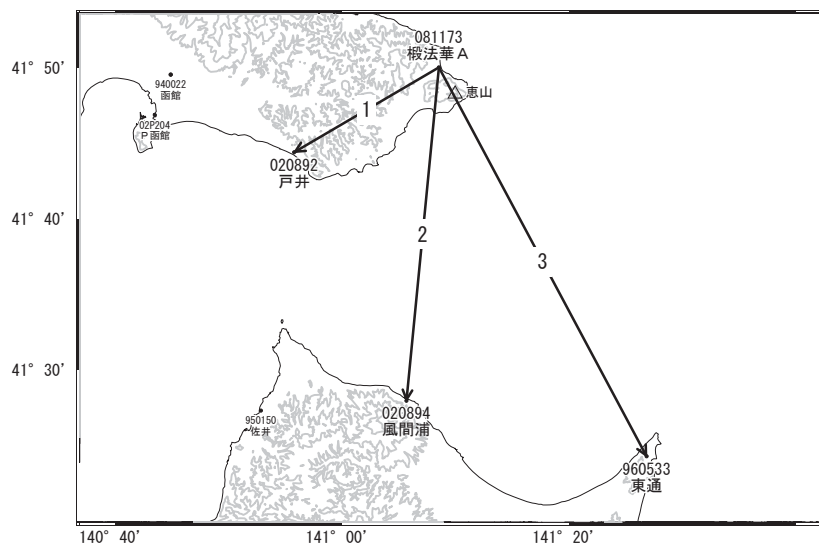 081173
椴法華A
41° 50′
940022
函館
恵山
1
02P204
P函館
020892
戸井
41° 40′
2
3
41° 30′
020894
風間浦
950150
佐井
960533
東通
140° 40′
141° 00′
141° 20′